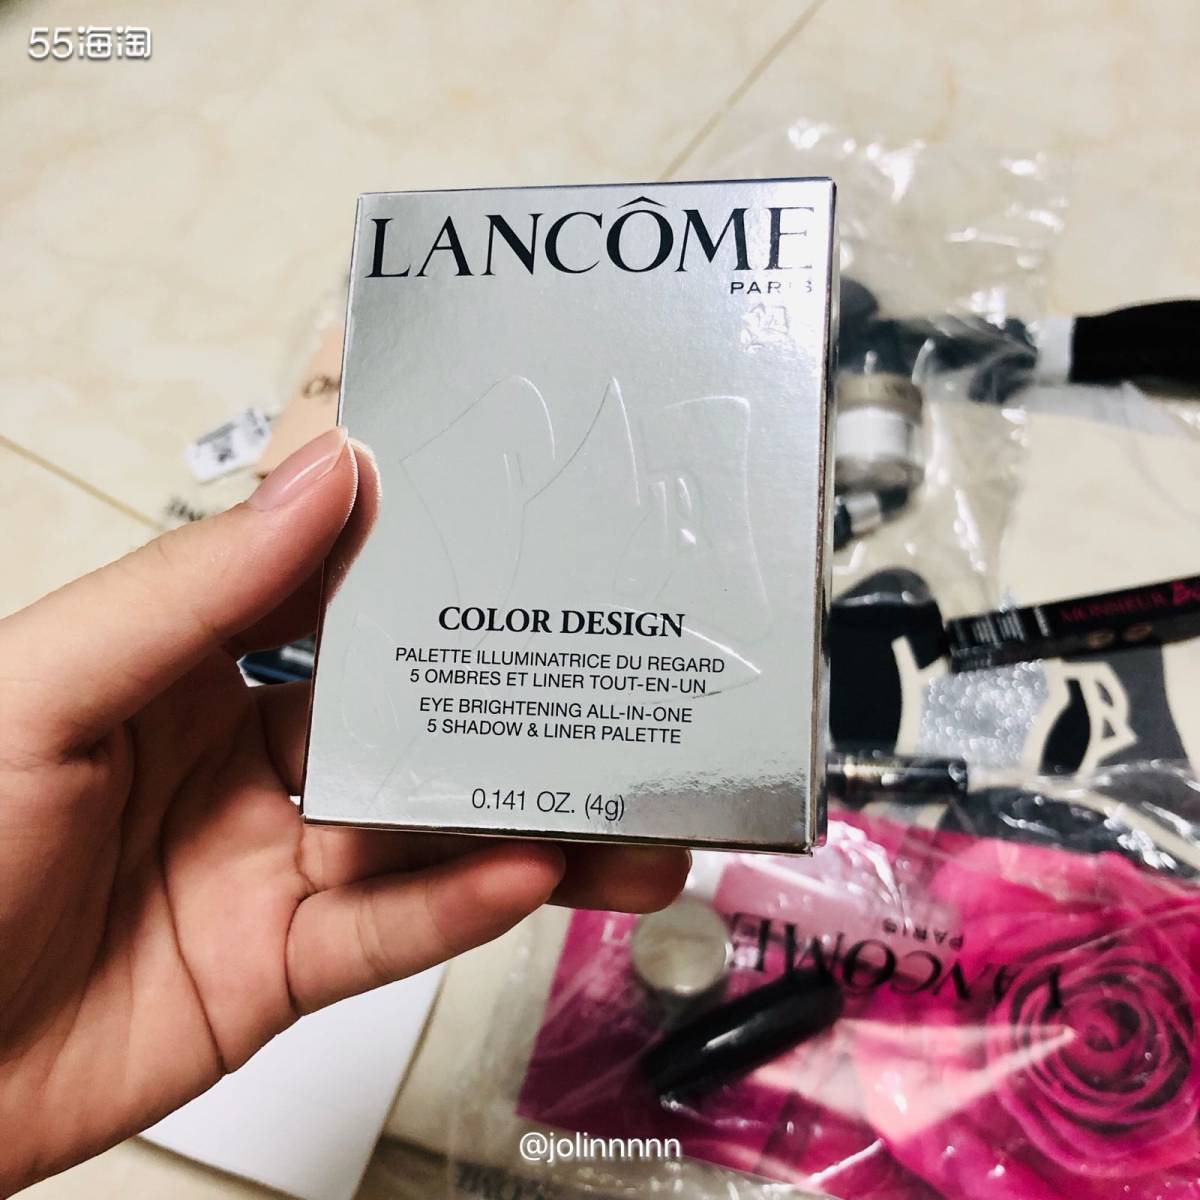 55海淘
LANCÔME
PARIS
COLOR DESIGN
PALETTE ILLUMINATRICE DU REGARD
5 OMBRES ET LINER TOUT-EN-UN
EYE BRIGHTENING ALL-IN-ONE
5 SHADOW & LINER PALETTE
0.141 OZ. (4g)
MONSIEUR
LANCÔME
PARIS
@jolinnnnn